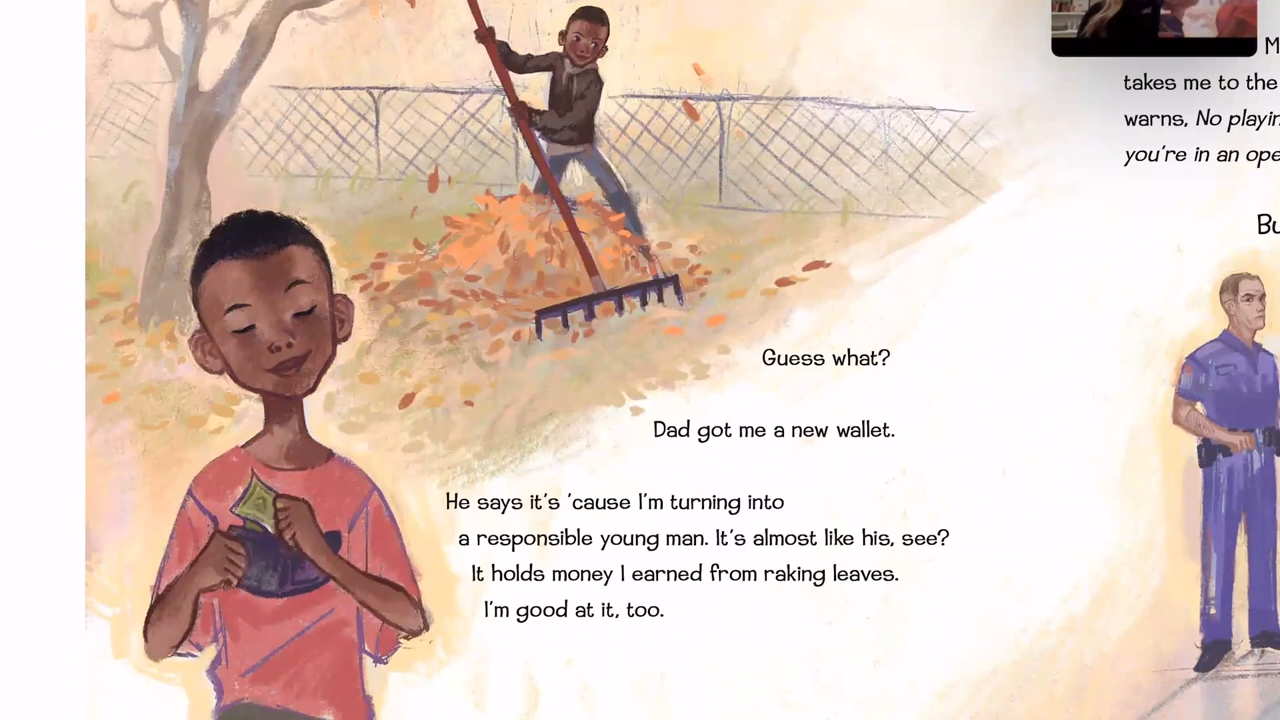 Guess what?
Dad got me a new wallet.
He says it's 'cause I'm turning into
a responsible young man. It's almost like his, see?
It holds money I earned from raking leaves.
I'm good at it, too.
takes me to the
warns, No
you're in an